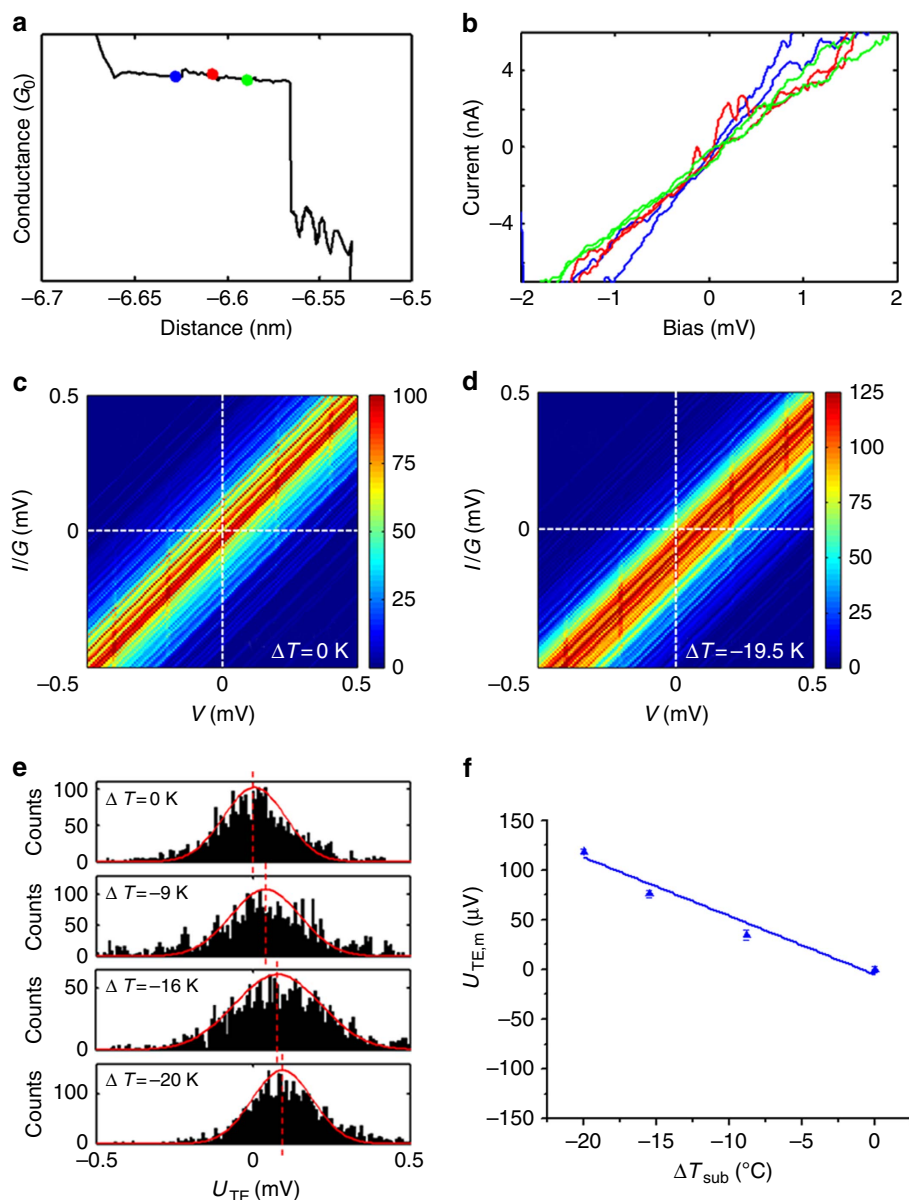 a
Conductance (G0)
−6.7 −6.65 −6.6 −6.55 −6.5
Distance (nm)
b
4
0
−4
Current (nA)
−2 −1 0 1 2
Bias (mV)
c
0.5
0
−0.5
I/G (mV)
0 0.5
V (mV)
ΔT = 0 K
100
75
50
25
0
d
0.5
0
−0.5
I/G (mV)
0 0.5
V (mV)
ΔT = −19.5 K
125
100
75
50
25
0
e
Δ T = 0 K
100
50
0
Counts
Δ T = −9 K
100
50
0
Counts
Δ T = −16 K
50
0
Counts
Δ T = −20 K
100
0
Counts
−0.5 0 0.5
UTE (mV)
f
150
100
50
0
−50
−100
−150
UTE,m (μV)
−20 −15 −10 −5 0
ΔTsub (°C)